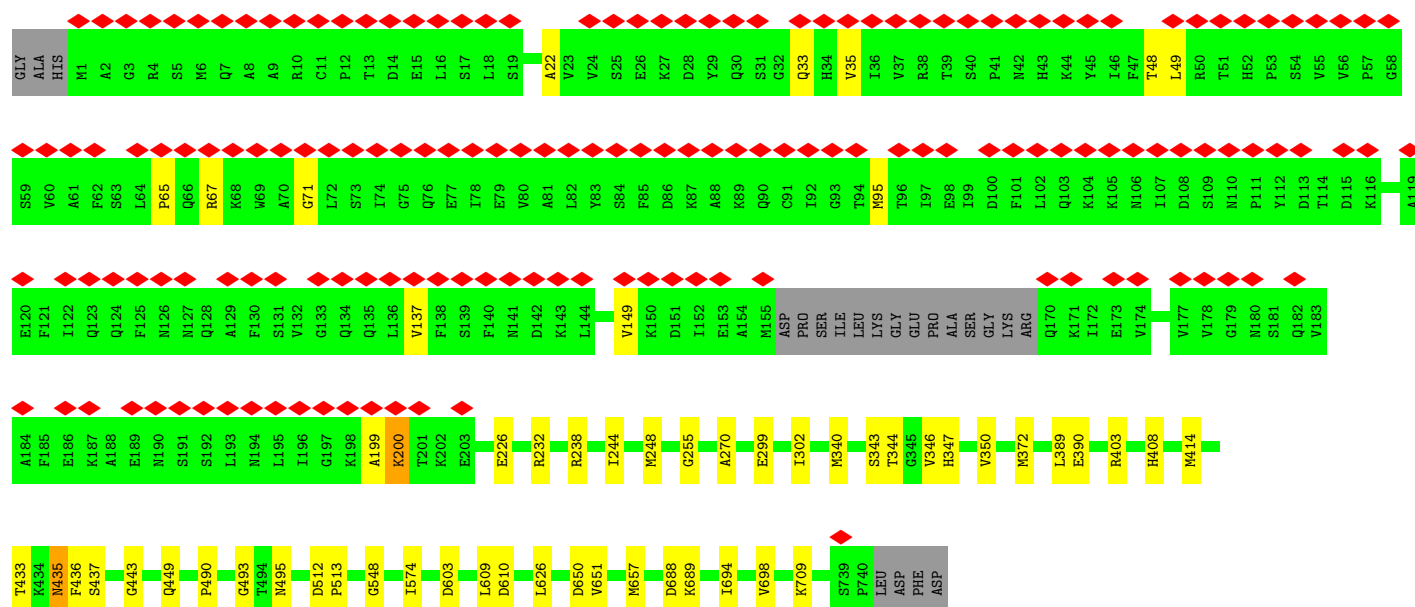 GLY ALA HIS M1 A2 G3 R4 S5 M6 Q7 A8 A9 R10 C11 P12 T13 D14 E15 L16 S17 L18 S19 A22 V23 V24 S25 E26 K27 D28 Y29 Q30 S31 G32 Q33 H34 V35 I36 V37 R38 T39 S40 P41 N42 H43 K44 Y45 I46 F47 T48 L49 R50 T51 H52 P53 S54 V55 V56 P57 G58
S59 V60 A61 F62 S63 L64 P65 Q66 R67 K68 W69 A70 G71 L72 S73 I74 G75 Q76 E77 I78 E79 V80 A81 L82 Y83 S84 F85 D86 K87 A88 K89 Q90 C91 I92 G93 T94 M95 T96 I97 E98 I99 D100 F101 L102 Q103 K104 K105 N106 I107 D108 S109 N110 P111 Y112 D113 T114 D115 K116 A119
E120 F121 I122 Q123 Q124 F125 N126 N127 Q128 A129 F130 S131 V132 G133 Q134 Q135 L136 V137 F138 S139 F140 N141 D142 K143 L144 V149 K150 D151 I152 E153 A154 M155 ASP PRO SER ILE LEU LYS GLY GLU PRO ALA SER GLY LYS ARG Q170 K171 I172 E173 V174 V177 V178 G179 N180 S181 Q182 V183
A184 F185 E186 K187 A188 E189 N190 S191 S192 L193 N194 L195 I196 G197 K198 A199 K200 T201 K202 E203 E226 R232 R238 I244 M248 G255 A270 E299 I302 M340 S343 T344 G345 V346 H347 V350 M372 L389 E390 R403 H408 M414
T433 K434 N435 F436 S437 G443 Q449 P490 G493 T494 N495 D512 P513 G548 I574 D603 L609 D610 L626 D650 V651 M657 D688 K689 I694 V698 K709 S739 P740 LEU ASP PHE ASP